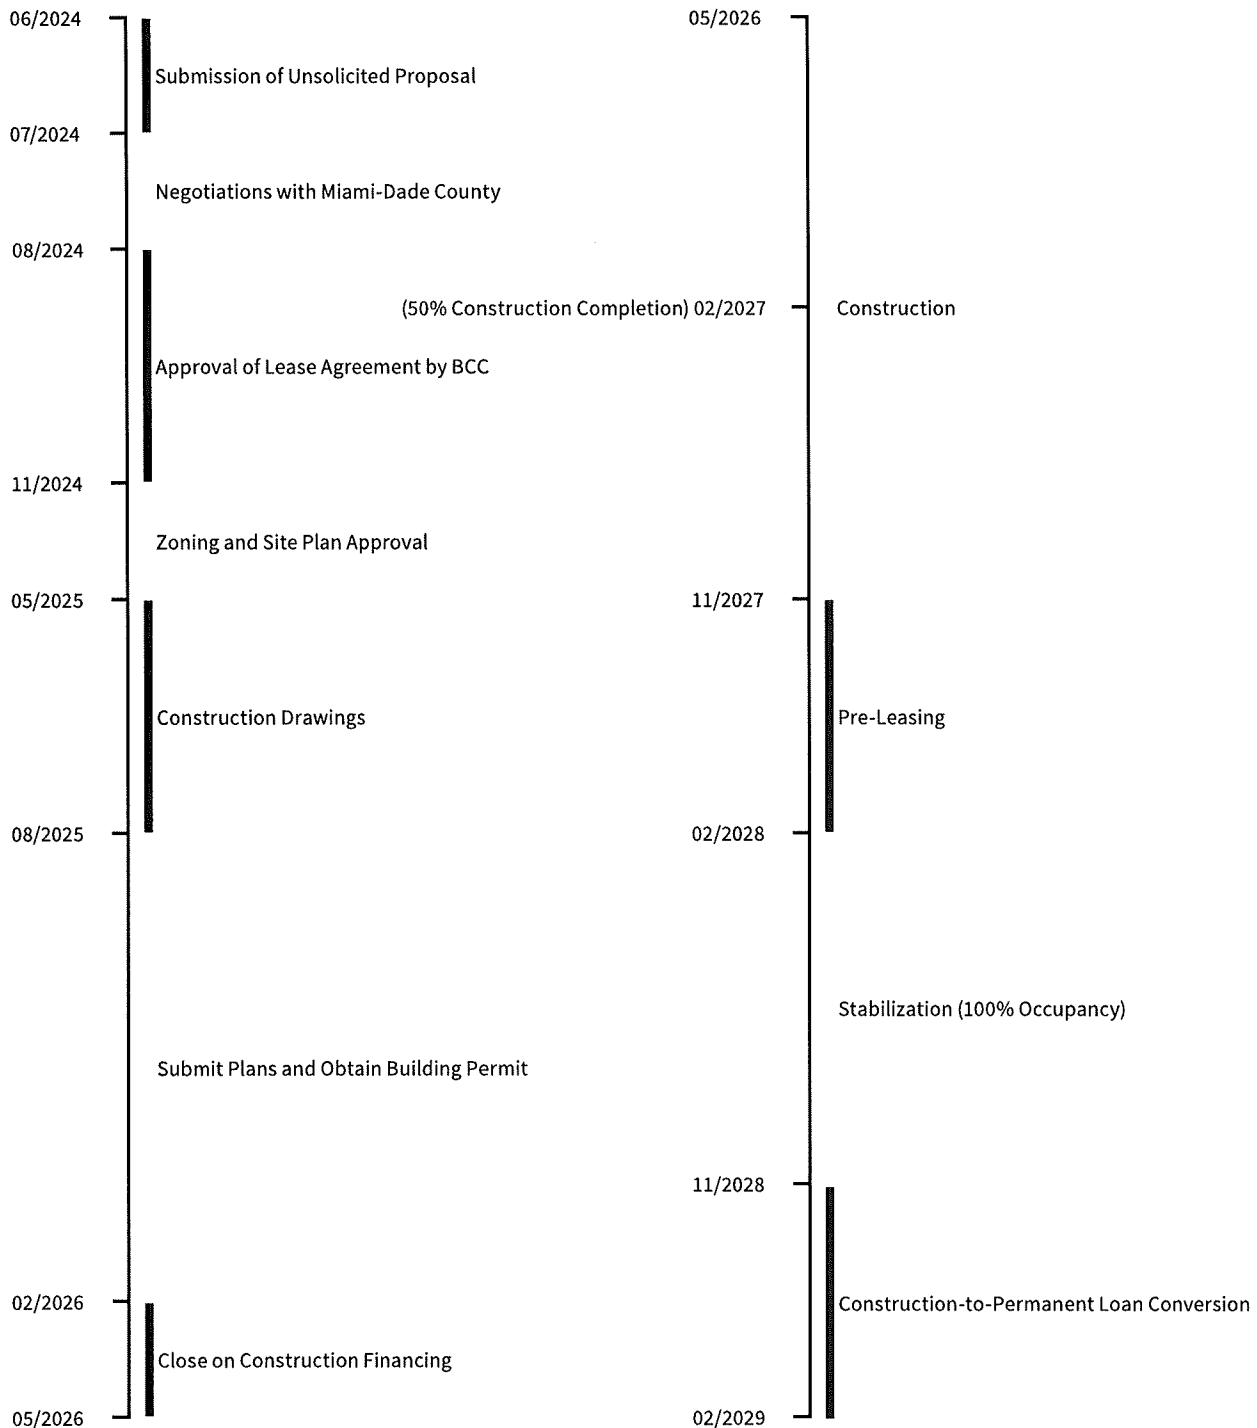 06/2024
Submission of Unsolicited Proposal
07/2024
Negotiations with Miami-Dade County
08/2024
Approval of Lease Agreement by BCC
11/2024
Zoning and Site Plan Approval
05/2025
Construction Drawings
08/2025
Submit Plans and Obtain Building Permit
02/2026
Close on Construction Financing
05/2026
05/2026
(50% Construction Completion) 02/2027
Construction
11/2027
Pre-Leasing
02/2028
Stabilization (100% Occupancy)
11/2028
Construction-to-Permanent Loan Conversion
02/2029